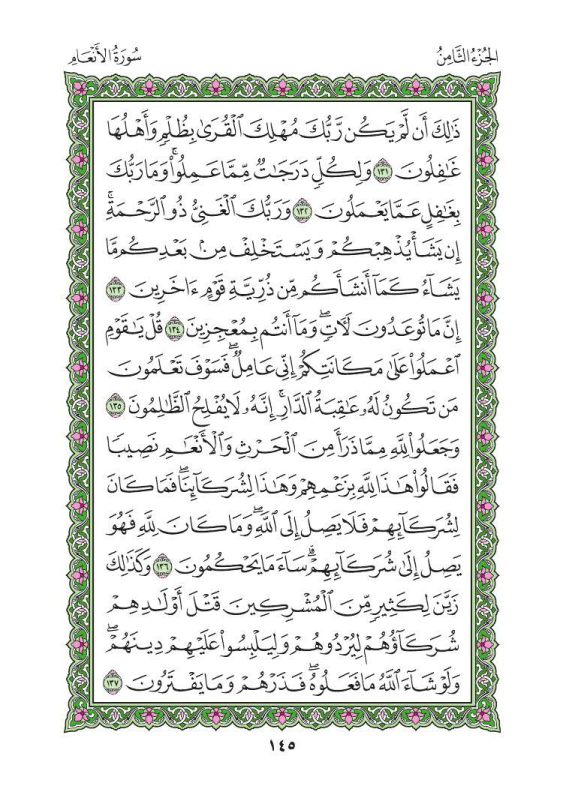 الجُزْءُ الثَّامِنُ سُورَةُ الأَنْعَامِ
ذَٰلِكَ أَن لَّمْ يَكُن رَّبُّكَ مُهْلِكَ ٱلْقُرَىٰ بِظُلْمٍ وَأَهْلُهَا
غَٰفِلُونَ ١٣١ وَلِكُلٍّ دَرَجَٰتٌ مِّمَّا عَمِلُوا۟ ۚ وَمَا رَبُّكَ
بِغَٰفِلٍ عَمَّا يَعْمَلُونَ ١٣٢ وَرَبُّكَ ٱلْغَنِىُّ ذُو ٱلرَّحْمَةِ ۚ
إِن يَشَأْ يُذْهِبْكُمْ وَيَسْتَخْلِفْ مِنۢ بَعْدِكُم مَّا
يَشَآءُ كَمَآ أَنشَأَكُم مِّن ذُرِّيَّةِ قَوْمٍ ءَاخَرِينَ ١٣٣
إِنَّ مَا تُوعَدُونَ لَءَاتٍ ۖ وَمَآ أَنتُم بِمُعْجِزِينَ ١٣٤ قُلْ يَٰقَوْمِ
ٱعْمَلُوا۟ عَلَىٰ مَكَانَتِكُمْ إِنِّى عَامِلٌ ۖ فَسَوْفَ تَعْلَمُونَ
مَن تَكُونُ لَهُۥ عَٰقِبَةُ ٱلدَّارِ ۗ إِنَّهُۥ لَا يُفْلِحُ ٱلظَّٰلِمُونَ ١٣٥
وَجَعَلُوا۟ لِلَّهِ مِمَّا ذَرَأَ مِنَ ٱلْحَرْثِ وَٱلْأَنْعَٰمِ نَصِيبًا
فَقَالُوا۟ هَٰذَا لِلَّهِ بِزَعْمِهِمْ وَهَٰذَا لِشُرَكَآئِنَا ۖ فَمَا كَانَ
لِشُرَكَآئِهِمْ فَلَا يَصِلُ إِلَى ٱللَّهِ ۖ وَمَا كَانَ لِلَّهِ فَهُوَ
يَصِلُ إِلَىٰ شُرَكَآئِهِمْ ۗ سَآءَ مَا يَحْكُمُونَ ١٣٦ وَكَذَٰلِكَ
زَيَّنَ لِكَثِيرٍ مِّنَ ٱلْمُشْرِكِينَ قَتْلَ أَوْلَٰدِهِمْ
شُرَكَآؤُهُمْ لِيُرْدُوهُمْ وَلِيَلْبِسُوا۟ عَلَيْهِمْ دِينَهُمْ ۖ
وَلَوْ شَآءَ ٱللَّهُ مَا فَعَلُوهُ ۖ فَذَرْهُمْ وَمَا يَفْتَرُونَ ١٣٧
١٤٥